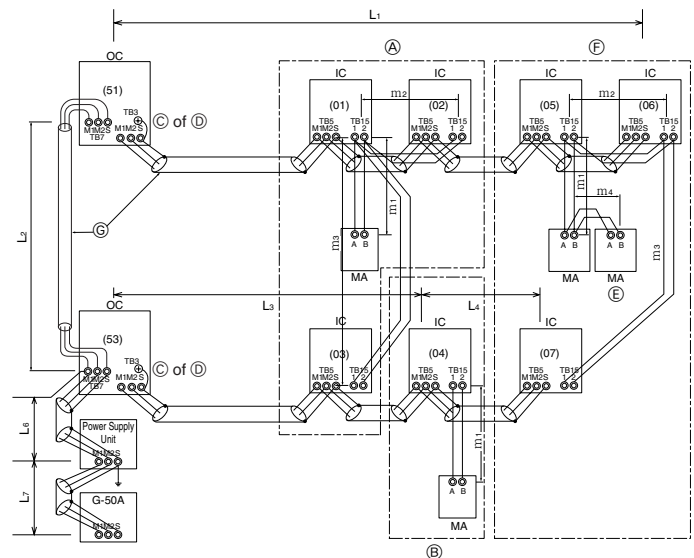 L1
OC
(51)
TB3
M1M2S
TB7
M1M2S
Ⓒ of Ⓓ
Ⓐ
IC
(01)
TB5
M1M2S
TB15
1 2
m2
IC
(02)
TB5
M1M2S
TB15
1 2
Ⓕ
IC
(05)
TB5
M1M2S
TB15
1 2
m2
IC
(06)
TB5
M1M2S
TB15
1 2
L2
Ⓖ
m3
m1
A B
MA
m1
m4
A B
MA
A B
MA
Ⓔ
m3
L3
L4
OC
(53)
TB3
M1M2S
TB7
M1M2S
Ⓒ of Ⓓ
IC
(03)
TB5
M1M2S
TB15
1 2
IC
(04)
TB5
M1M2S
TB15
1 2
IC
(07)
TB5
M1M2S
TB15
1 2
L6
Power Supply
Unit
M1M2S
L7
G-50A
M1M2S
m1
A B
MA
Ⓑ